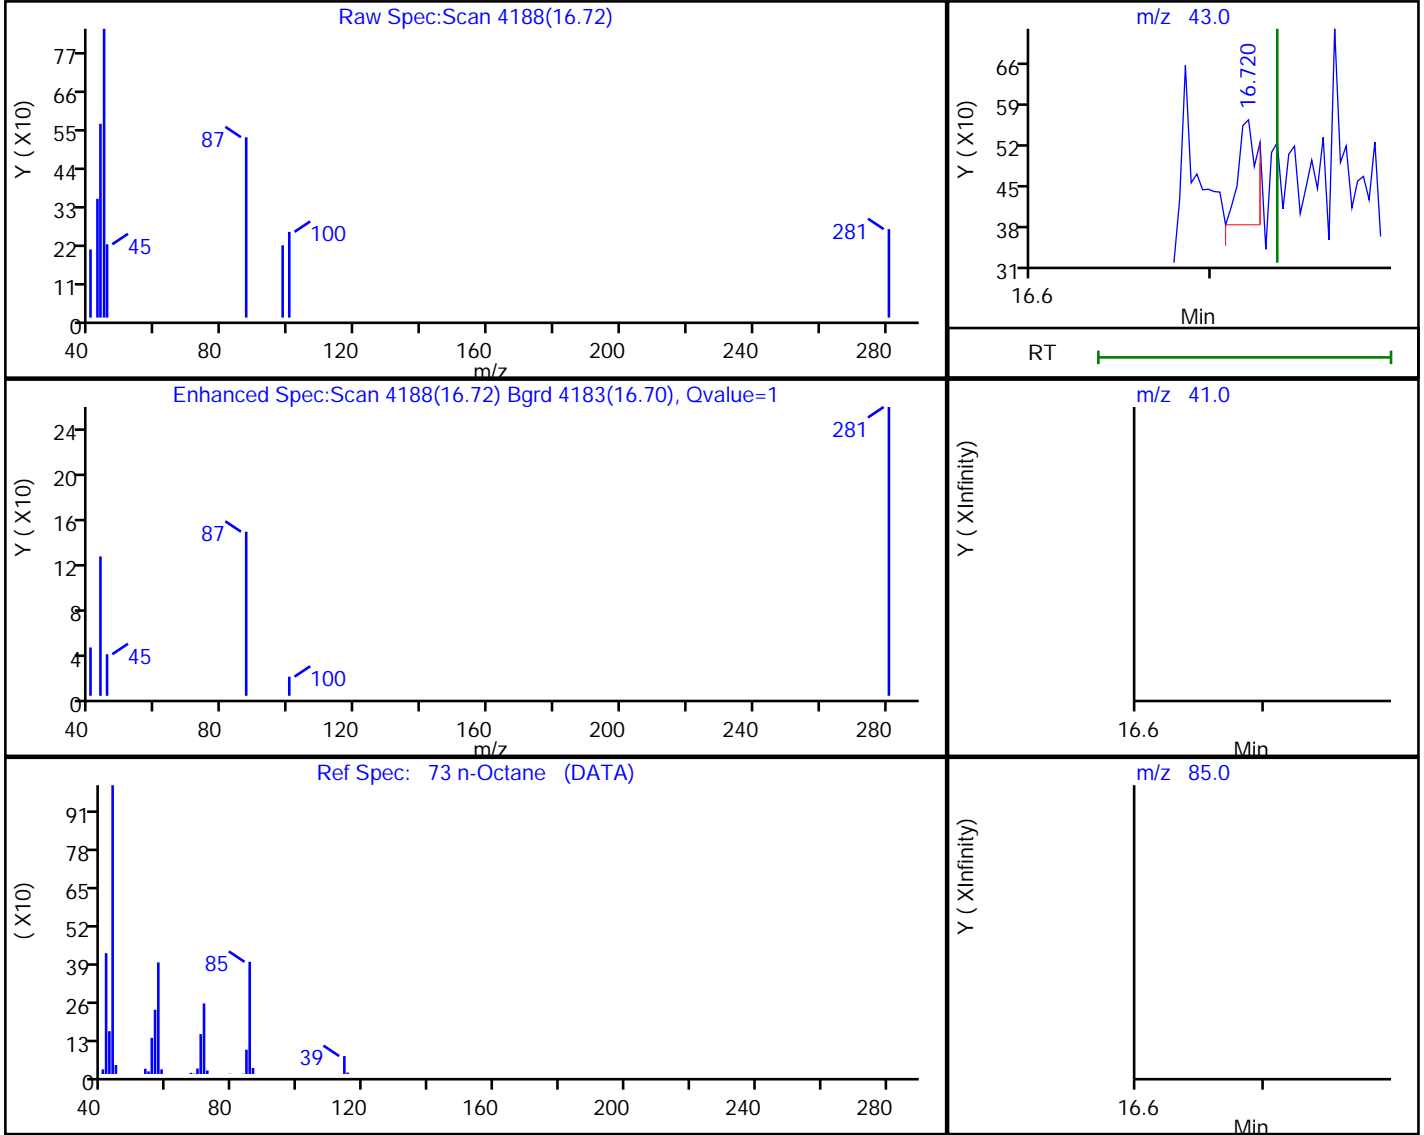 Raw Spec:Scan 4188(16.72)
Y ( X10)
77
66
55
44
33
22
11
0
45
87
100
281
40 80 120 160 200 240 280
m/z
m/z 43.0
Y ( X10)
66
59
52
45
38
31
16.720
16.6
Min
RT
Enhanced Spec:Scan 4188(16.72) Bgrd 4183(16.70), Qvalue=1
Y ( X10)
24
20
16
12
8
4
0
45
87
100
281
40 80 120 160 200 240 280
m/z
m/z 41.0
Y ( XInfinity)
16.6
Min
Ref Spec: 73 n-Octane (DATA)
( X10)
91
78
65
52
39
26
13
0
85
39
40 80 120 160 200 240 280
m/z 85.0
Y ( XInfinity)
16.6
Min